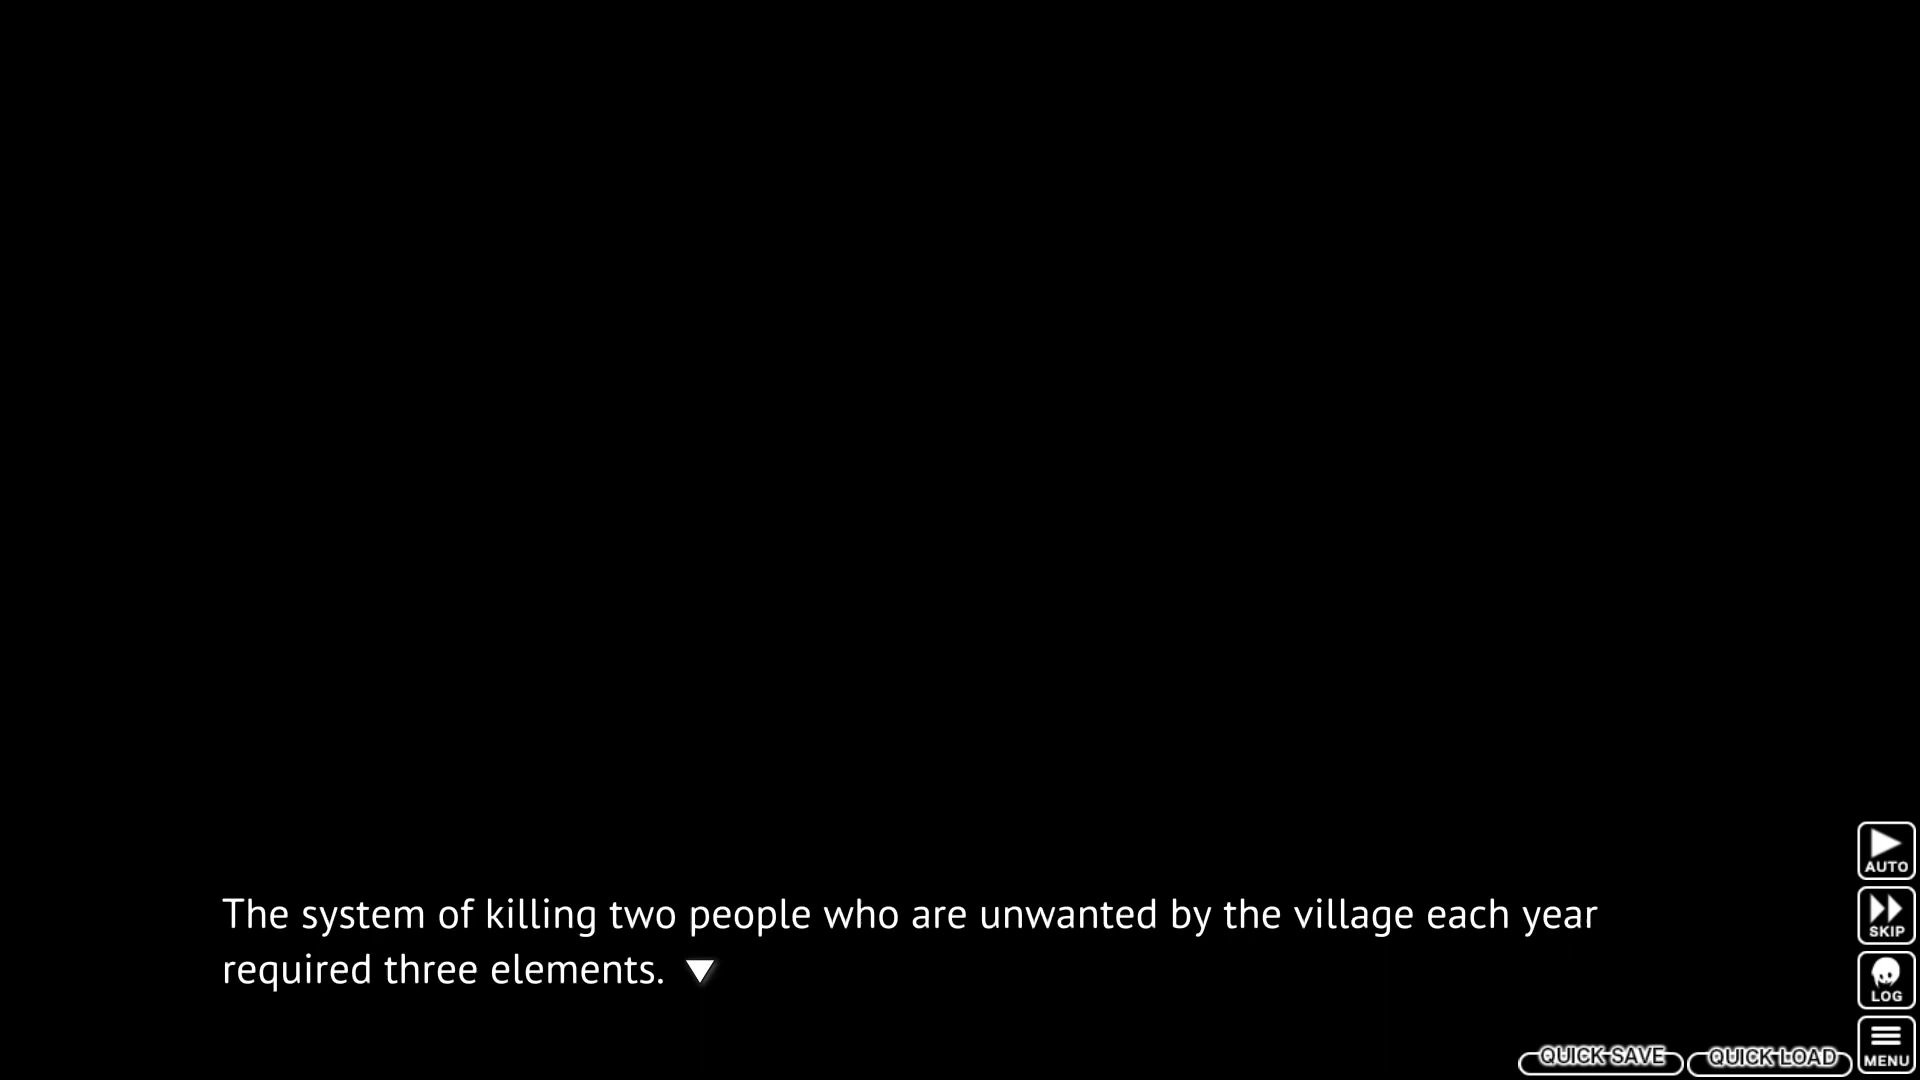 The system of killing two people who are unwanted by the village each year
required three elements.
AUTO
SKIP
LOG
MENU
QUICK SAVE
QUICK LOAD